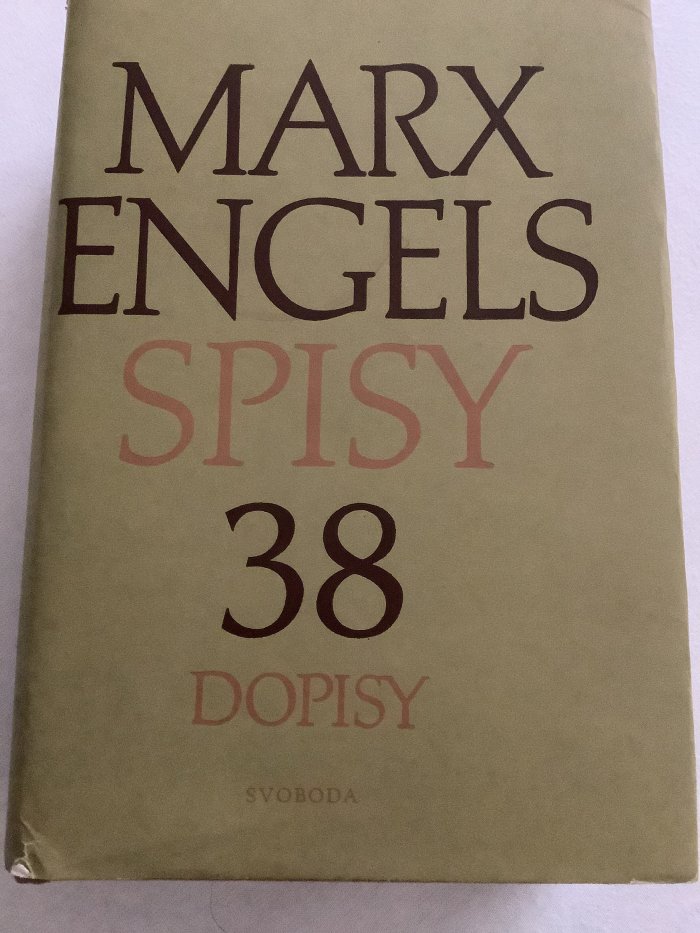 MARX
ENGELS
SPISY
38
DOPISY
SVOBODA